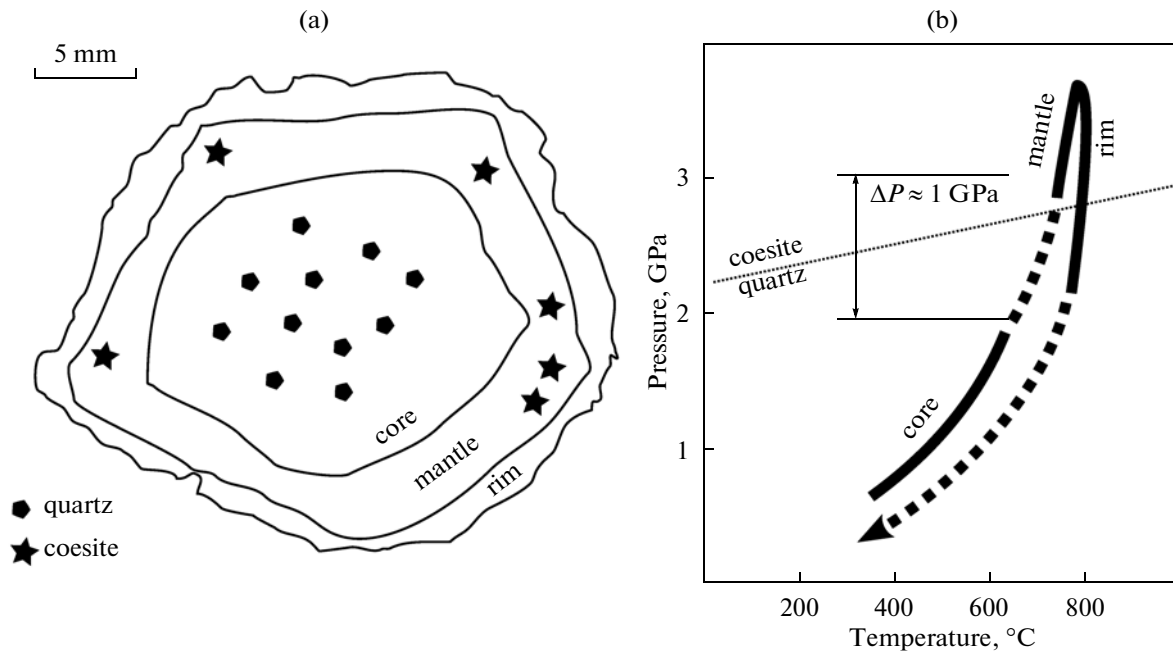 (a)
5 mm
core
mantle
rim
quartz
coesite
(b)
Pressure, GPa
3
2
1
mantle
rim
ΔP ≈ 1 GPa
coesite
quartz
core
200 400 600 800
Temperature, °C